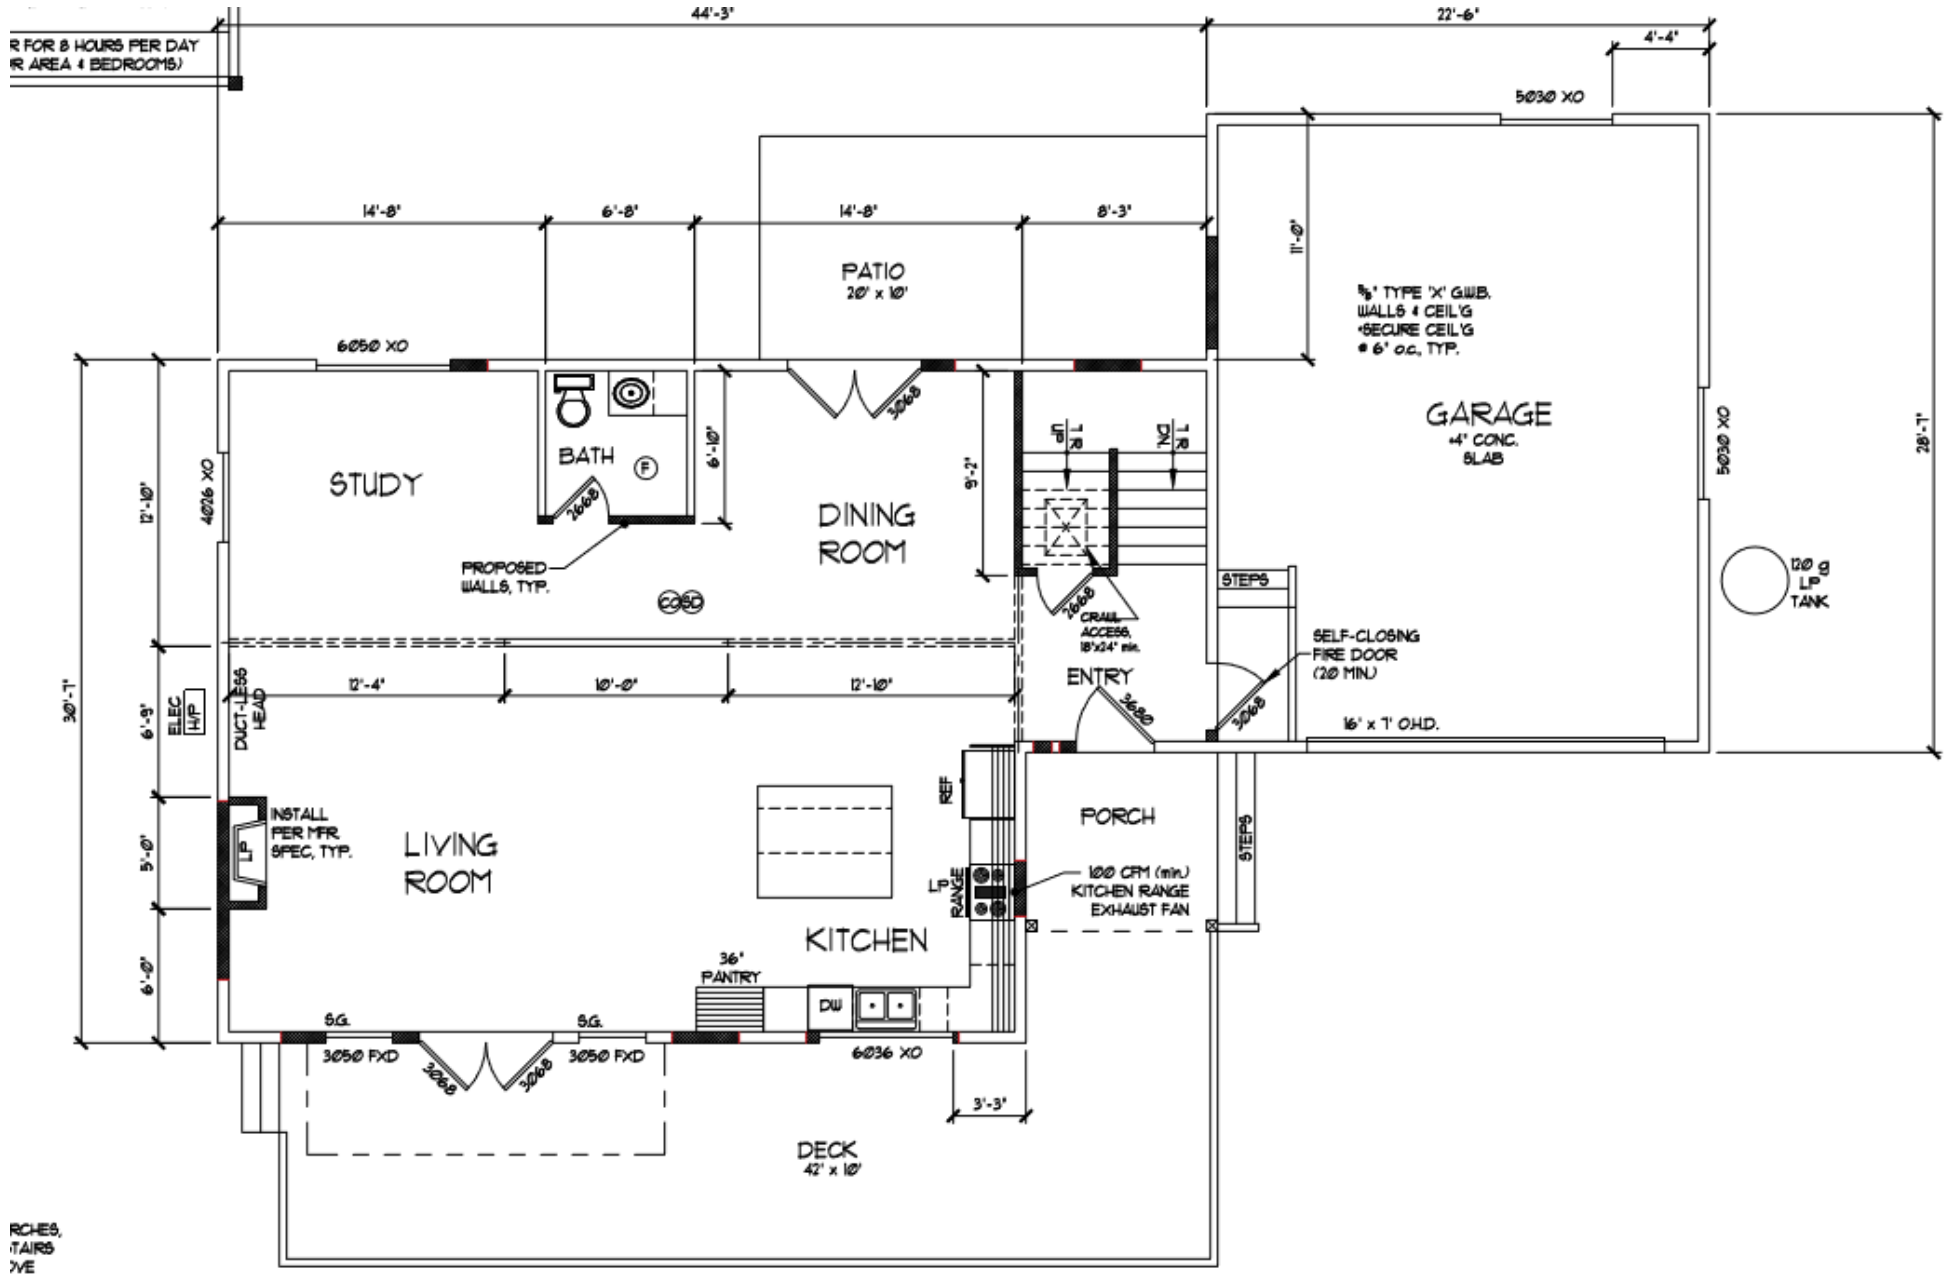 44'-3"
22'-6"
4'-4"
R FOR 8 HOURS PER DAY
R AREA & BEDROOMS)
5030 XO
14'-8"
6'-8"
14'-8"
8'-3"
11'-0"
PATIO
20' x 10'
5/8" TYPE 'X' G.W.B.
WALLS & CEIL'G
*SECURE CEIL'G
@ 6" o.c., TYP.
6050 XO
3068
GARAGE
*4" CONC.
SLAB
5030 XO
28'-7"
7 R
UP
7 R
DN.
6'-10"
9'-2"
BATH
F
2668
STUDY
4026 XO
12'-10"
DINING
ROOM
PROPOSED
WALLS, TYP.
CO SD
2668
CRAWL
ACCESS,
18"x24" min.
STEPS
120 g
LP
TANK
SELF-CLOSING
FIRE DOOR
(20 MIN.)
ENTRY
3680
3068
16' x 7' O.H.D.
12'-4"
10'-0"
12'-10"
30'-7"
6'-9"
ELEC
H/P
DUCT-LESS
HEAD
REF
PORCH
STEPS
INSTALL
PER MFR.
SPEC, TYP.
LP
5'-0"
LIVING
ROOM
LP
RANGE
100 CFM (min.)
KITCHEN RANGE
EXHAUST FAN
KITCHEN
36"
PANTRY
DW
6'-0"
S.G.
S.G.
3050 FXD
3068
3068
3050 FXD
6036 XO
3'-3"
DECK
42' x 10'
RCHES,
TAIRS
OVE